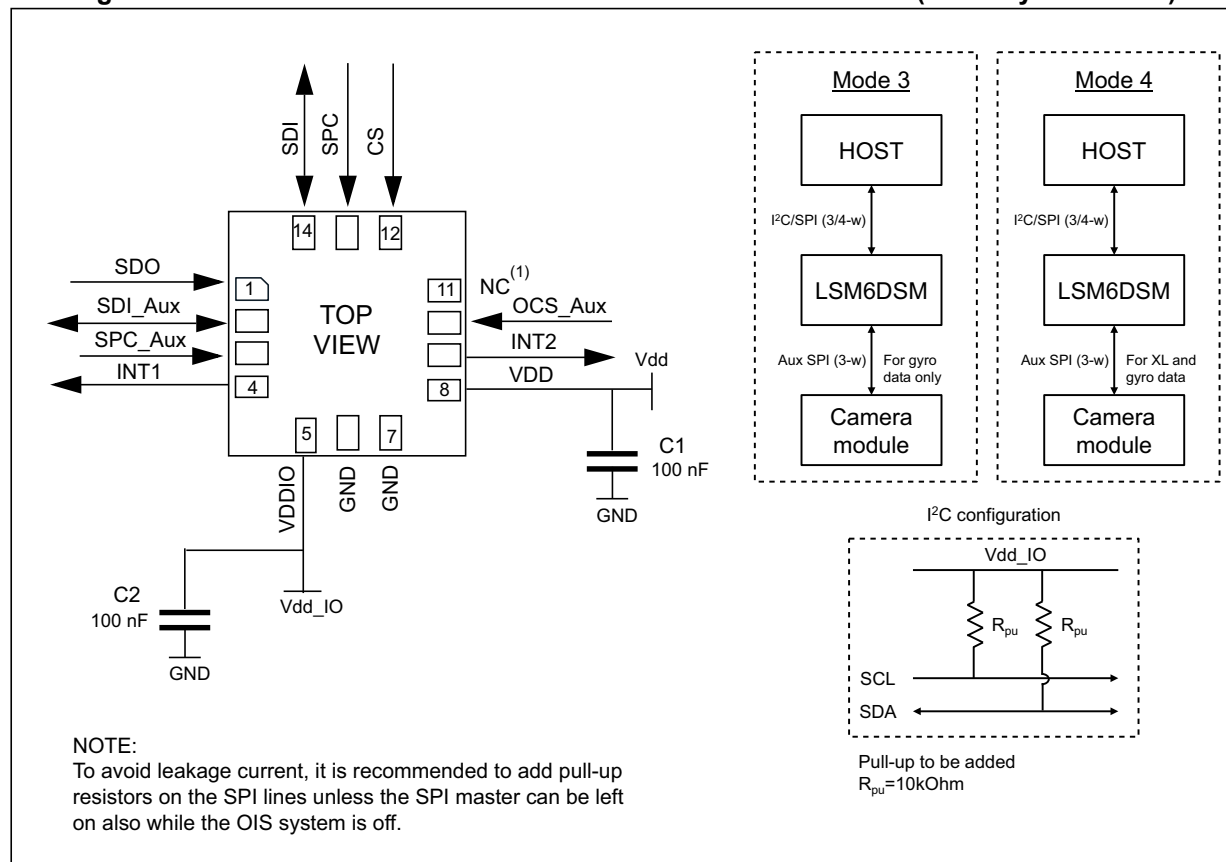 SDI
SPC
CS
14
12
SDO
1
11
NC(1)
SDI_Aux
TOP
VIEW
OCS_Aux
SPC_Aux
INT2
INT1
VDD
Vdd
4
8
5
7
VDDIO
GND
GND
C1
100 nF
GND
C2
100 nF
Vdd_IO
GND
NOTE:
To avoid leakage current, it is recommended to add pull-up
resistors on the SPI lines unless the SPI master can be left
on also while the OIS system is off.
Mode 3
HOST
I²C/SPI (3/4-w)
LSM6DSM
Aux SPI (3-w)
For gyro
data only
Camera
module
Mode 4
HOST
I²C/SPI (3/4-w)
LSM6DSM
Aux SPI (3-w)
For XL and
gyro data
Camera
module
I²C configuration
Vdd_IO
Rpu
Rpu
SCL
SDA
Pull-up to be added
Rpu=10kOhm